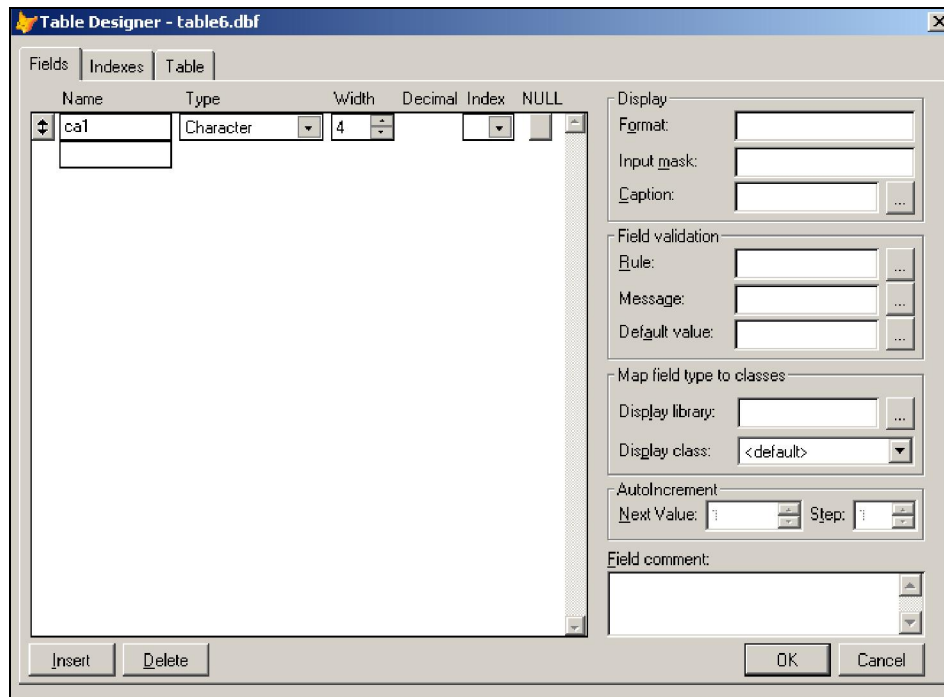 Table Designer - table6.dbf
Fields Indexes Table
Name Type Width Decimal Index NULL
ca1 Character 4
Display
Format:
Input mask:
Caption: ...
Field validation
Rule: ...
Message: ...
Default value: ...
Map field type to classes
Display library: ...
Display class: <default>
AutoIncrement
Next Value: 1 Step: 1
Field comment:
Insert Delete OK Cancel